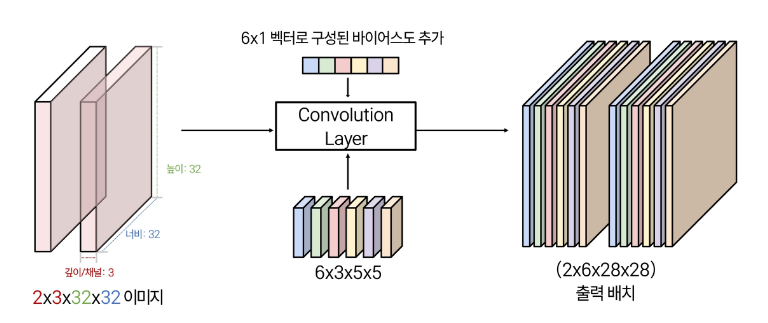 6x1 벡터로 구성된 바이어스도 추가
Convolution
Layer
높이: 32
너비: 32
깊이/채널: 3
2x3x32x32 이미지
6x3x5x5
(2x6x28x28)
출력 배치